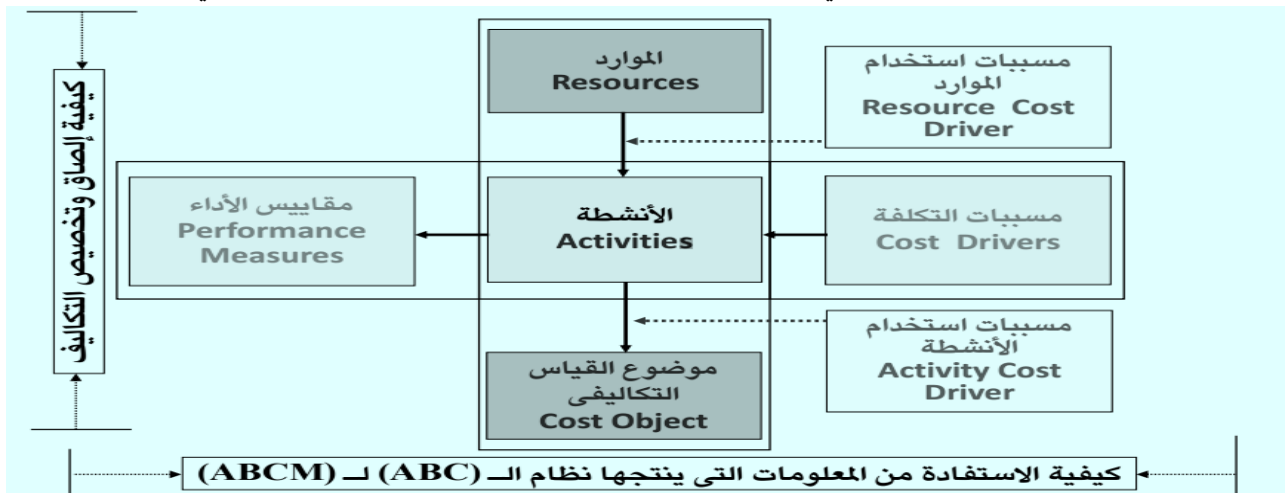 الموارد
Resources
مسببات استخدام
الموارد
Resource Cost
Driver
كيفية إلصاق وتخصيص التكاليف
مقاييس الأداء
Performance
Measures
الأنشطة
Activities
مسببات التكلفة
Cost Drivers
موضوع القياس
التكاليفى
Cost Object
مسببات استخدام
الأنشطة
Activity Cost
Driver
كيفية الاستفادة من المعلومات التى ينتجها نظام الــ (ABC) لــ (ABCM)